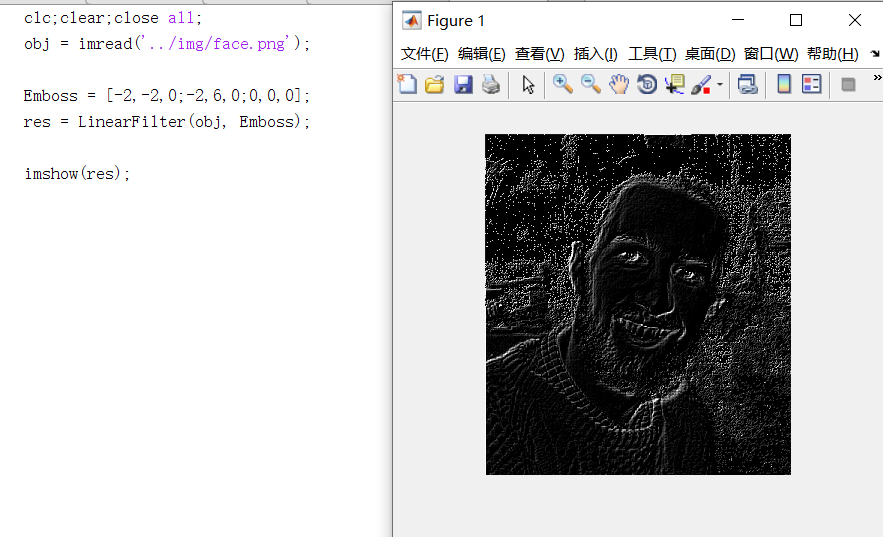 clc;clear;close all;
obj = imread('../img/face.png');
Emboss = [-2,-2,0;-2,6,0;0,0,0];
res = LinearFilter(obj, Emboss);
imshow(res);
Figure 1
文件(F) 编辑(E) 查看(V) 插入(I) 工具(T) 桌面(D) 窗口(W) 帮助(H)